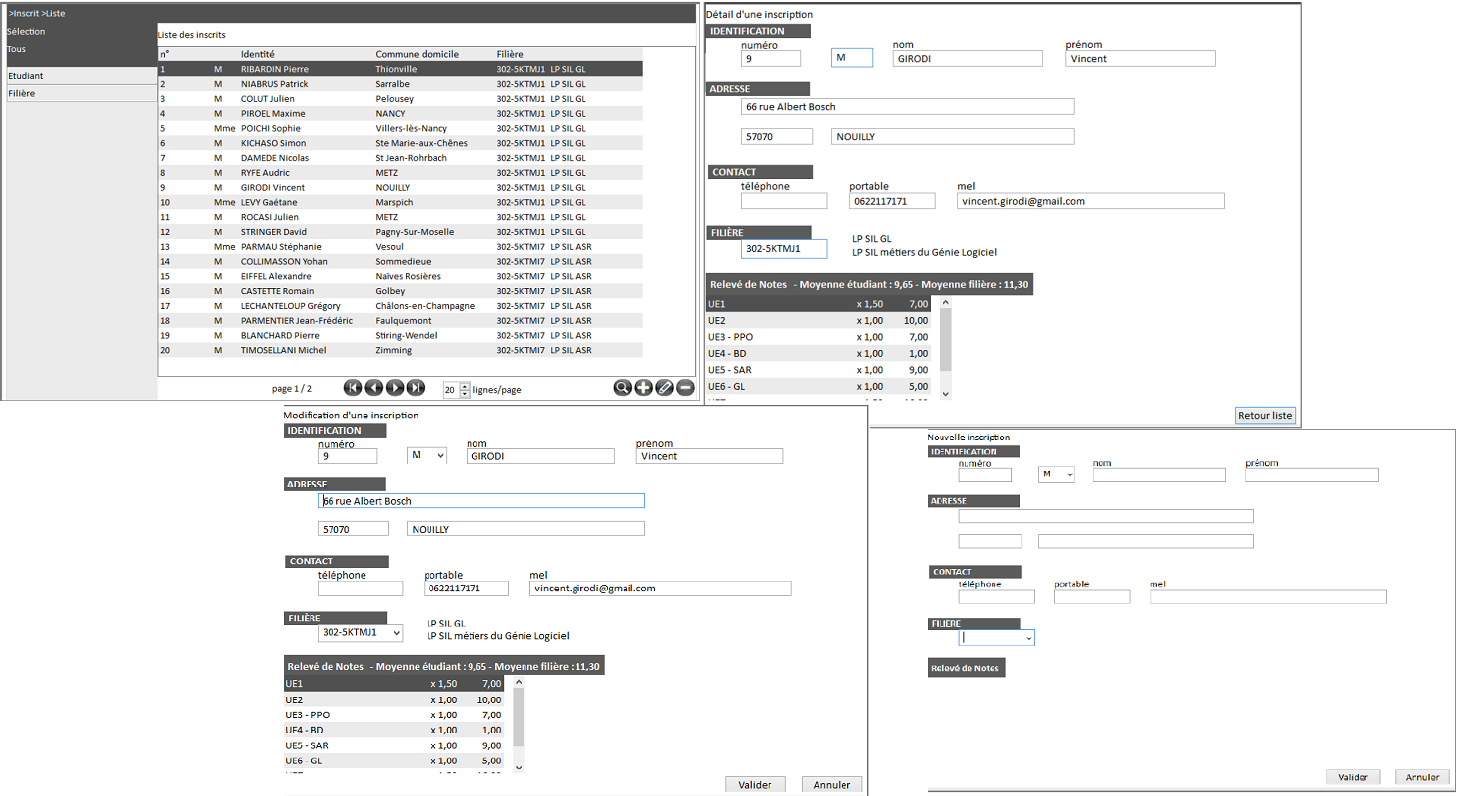 >Inscrit >Liste
Sélection
Tous
Etudiant
Filière
Liste des inscrits
n° Identité Commune domicile Filière
1 M RIBARDIN Pierre Thionville 302-5KTMJ1 LP SIL GL
2 M NIABRUS Patrick Sarralbe 302-5KTMJ1 LP SIL GL
3 M COLUT Julien Pelousey 302-5KTMJ1 LP SIL GL
4 M PIROEL Maxime NANCY 302-5KTMJ1 LP SIL GL
5 Mme POICHI Sophie Villers-lès-Nancy 302-5KTMJ1 LP SIL GL
6 M KICHASO Simon Ste Marie-aux-Chênes 302-5KTMJ1 LP SIL GL
7 M DAMEDE Nicolas St Jean-Rohrbach 302-5KTMJ1 LP SIL GL
8 M RYFE Audric METZ 302-5KTMJ1 LP SIL GL
9 M GIRODI Vincent NOUILLY 302-5KTMJ1 LP SIL GL
10 Mme LEVY Gaétane Marspich 302-5KTMJ1 LP SIL GL
11 M ROCASI Julien METZ 302-5KTMJ1 LP SIL GL
12 M STRINGER David Pagny-Sur-Moselle 302-5KTMJ1 LP SIL GL
13 Mme PARMAU Stéphanie Vesoul 302-5KTMI7 LP SIL ASR
14 M COLLIMASSON Yohan Sommedieue 302-5KTMI7 LP SIL ASR
15 M EIFFEL Alexandre Naïves Rosières 302-5KTMI7 LP SIL ASR
16 M CASTETTE Romain Golbey 302-5KTMI7 LP SIL ASR
17 M LECHANTELOUP Grégory Châlons-en-Champagne 302-5KTMI7 LP SIL ASR
18 M PARMENTIER Jean-Frédéric Faulquemont 302-5KTMI7 LP SIL ASR
19 M BLANCHARD Pierre Stiring-Wendel 302-5KTMI7 LP SIL ASR
20 M TIMOSELLANI Michel Zimming 302-5KTMI7 LP SIL ASR
page 1 / 2 20 lignes/page
Détail d'une inscription
IDENTIFICATION
numéro nom prénom
9 M GIRODI Vincent
ADRESSE
66 rue Albert Bosch
57070 NOUILLY
CONTACT
téléphone portable mel
0622117171 vincent.girodi@gmail.com
FILIÈRE
302-5KTMJ1 LP SIL GL
LP SIL métiers du Génie Logiciel
Relevé de Notes - Moyenne étudiant : 9,65 - Moyenne filière : 11,30
UE1 x 1,50 7,00
UE2 x 1,00 10,00
UE3 - PPO x 1,00 7,00
UE4 - BD x 1,00 1,00
UE5 - SAR x 1,00 9,00
UE6 - GL x 1,00 5,00
Retour liste
Modification d'une inscription
IDENTIFICATION
numéro nom prénom
9 M GIRODI Vincent
ADRESSE
66 rue Albert Bosch
57070 NOUILLY
CONTACT
téléphone portable mel
0622117171 vincent.girodi@gmail.com
FILIÈRE
302-5KTMJ1 LP SIL GL
LP SIL métiers du Génie Logiciel
Relevé de Notes - Moyenne étudiant : 9,65 - Moyenne filière : 11,30
UE1 x 1,50 7,00
UE2 x 1,00 10,00
UE3 - PPO x 1,00 7,00
UE4 - BD x 1,00 1,00
UE5 - SAR x 1,00 9,00
UE6 - GL x 1,00 5,00
Valider Annuler
Nouvelle inscription
IDENTIFICATION
numéro nom prénom
M
ADRESSE
CONTACT
téléphone portable mel
FILIÈRE
Relevé de Notes
Valider Annuler